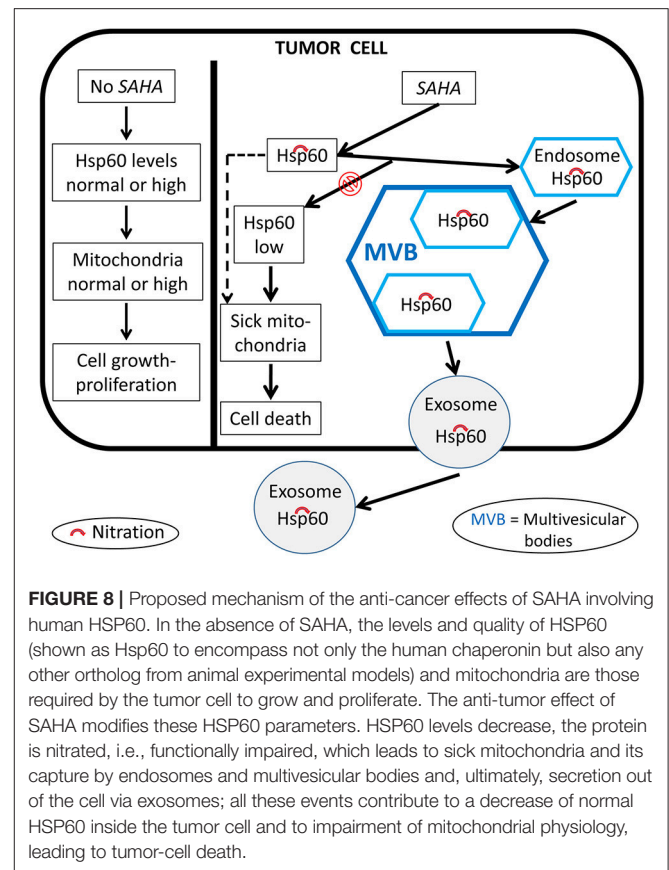 TUMOR CELL
No SAHA
Hsp60 levels
normal or high
Mitochondria
normal or high
Cell growth-
proliferation
SAHA
Hsp60
Hsp60
low
Sick mito-
chondria
Cell death
Endosome
Hsp60
Hsp60
MVB
Hsp60
Exosome
Hsp60
Exosome
Hsp60
Nitration
MVB = Multivesicular
bodies
FIGURE 8 | Proposed mechanism of the anti-cancer effects of SAHA involving
human HSP60. In the absence of SAHA, the levels and quality of HSP60
(shown as Hsp60 to encompass not only the human chaperonin but also any
other ortholog from animal experimental models) and mitochondria are those
required by the tumor cell to grow and proliferate. The anti-tumor effect of
SAHA modifies these HSP60 parameters. HSP60 levels decrease, the protein
is nitrated, i.e., functionally impaired, which leads to sick mitochondria and its
capture by endosomes and multivesicular bodies and, ultimately, secretion out
of the cell via exosomes; all these events contribute to a decrease of normal
HSP60 inside the tumor cell and to impairment of mitochondrial physiology,
leading to tumor-cell death.